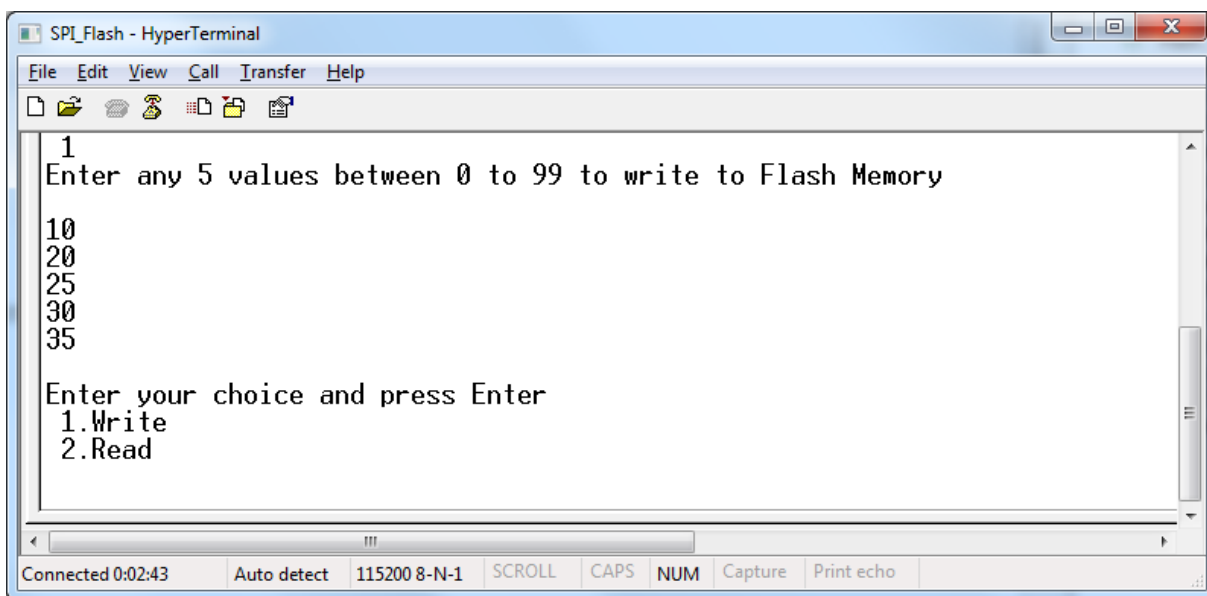 SPI_Flash - HyperTerminal
File Edit View Call Transfer Help
1
Enter any 5 values between 0 to 99 to write to Flash Memory
10
20
25
30
35
Enter your choice and press Enter
1.Write
2.Read
Connected 0:02:43 Auto detect 115200 8-N-1 SCROLL CAPS NUM Capture Print echo